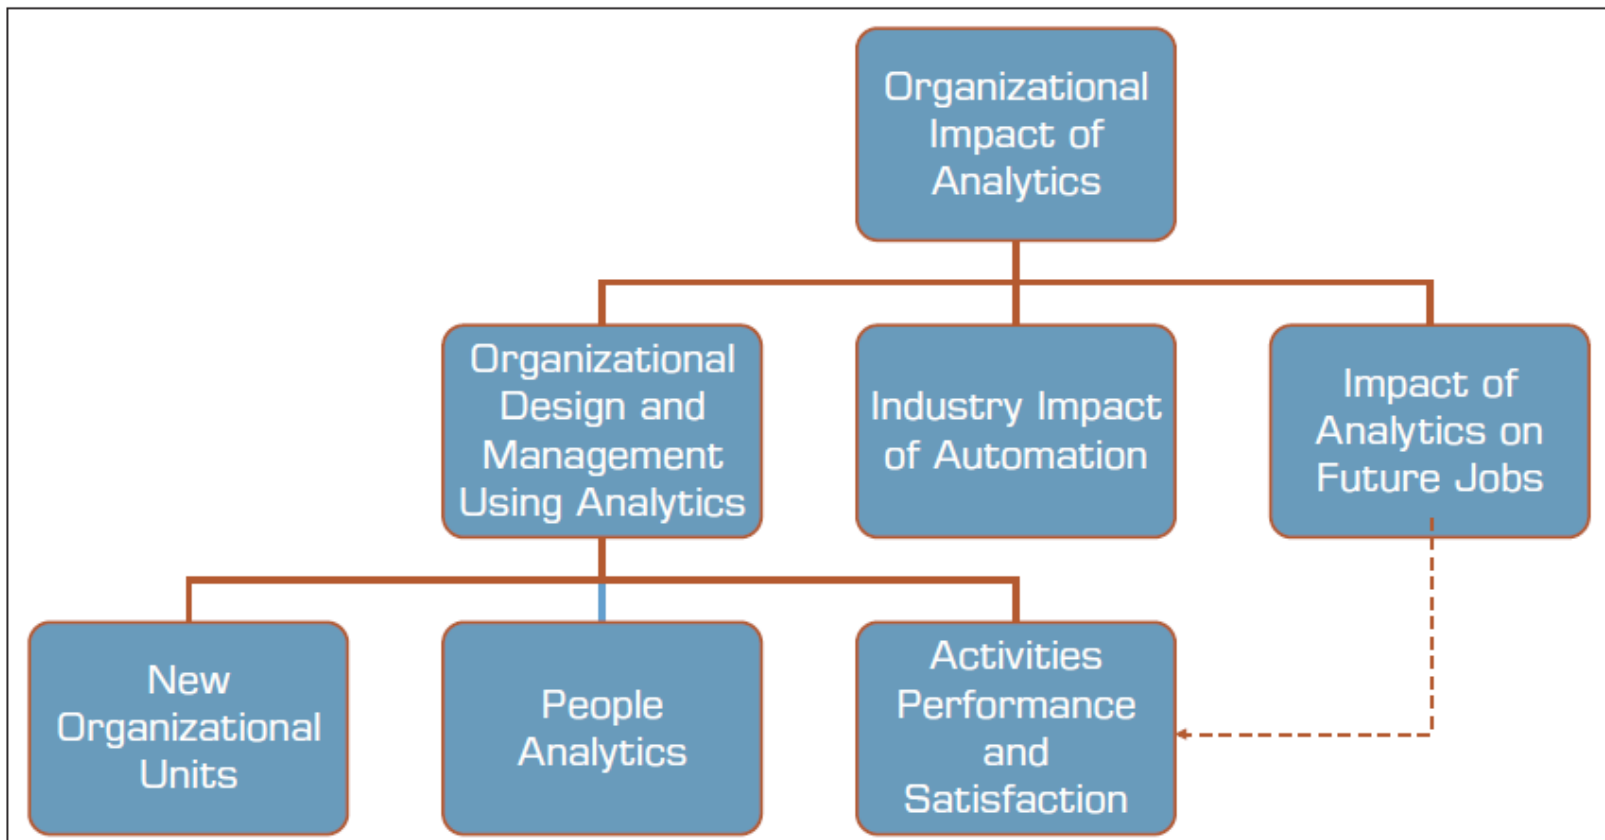 Organizational
Impact of
Analytics
Organizational
Design and
Management
Using Analytics
Industry Impact
of Automation
Impact of
Analytics on
Future Jobs
New
Organizational
Units
People
Analytics
Activities
Performance
and
Satisfaction